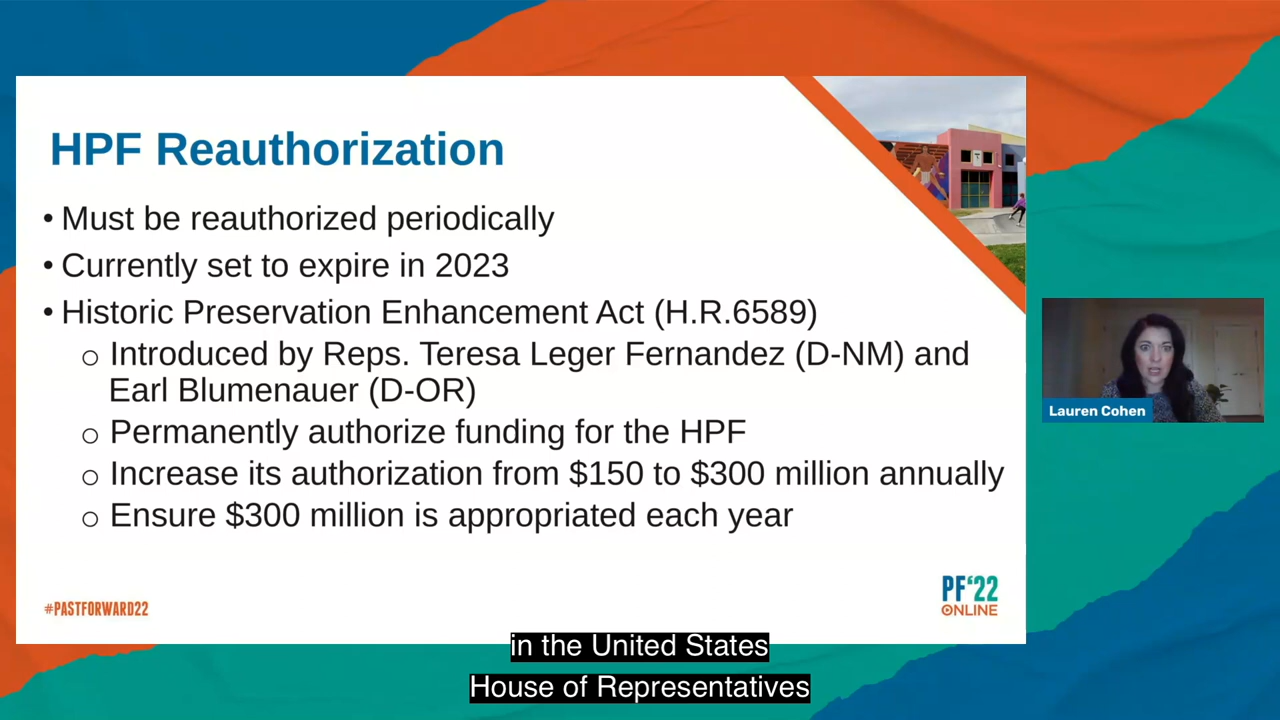 HPF Reauthorization
• Must be reauthorized periodically
• Currently set to expire in 2023
• Historic Preservation Enhancement Act (H.R.6589)
○ Introduced by Reps. Teresa Leger Fernandez (D-NM) and
Earl Blumenauer (D-OR)
○ Permanently authorize funding for the HPF
○ Increase its authorization from $150 to $300 million annually
○ Ensure $300 million is appropriated each year
Lauren Cohen
#PASTFORWARD22
PF‘22
ONLINE
in the United States
House of Representatives